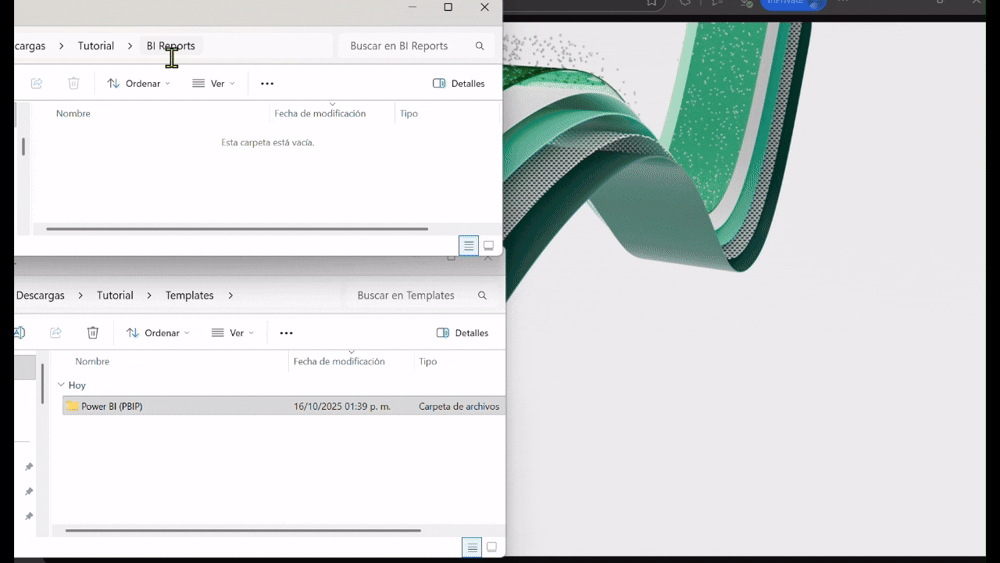 cargas > Tutorial > BI Reports
Buscar en BI Reports
Ordenar
Ver
Detalles
Nombre
Fecha de modificación
Tipo
Esta carpeta está vacía.
Descargas > Tutorial > Templates >
Buscar en Templates
Ordenar
Ver
Detalles
Nombre
Fecha de modificación
Tipo
Hoy
Power BI (PBIP)
16/10/2025 01:39 p. m.
Carpeta de archivos
InPrivate